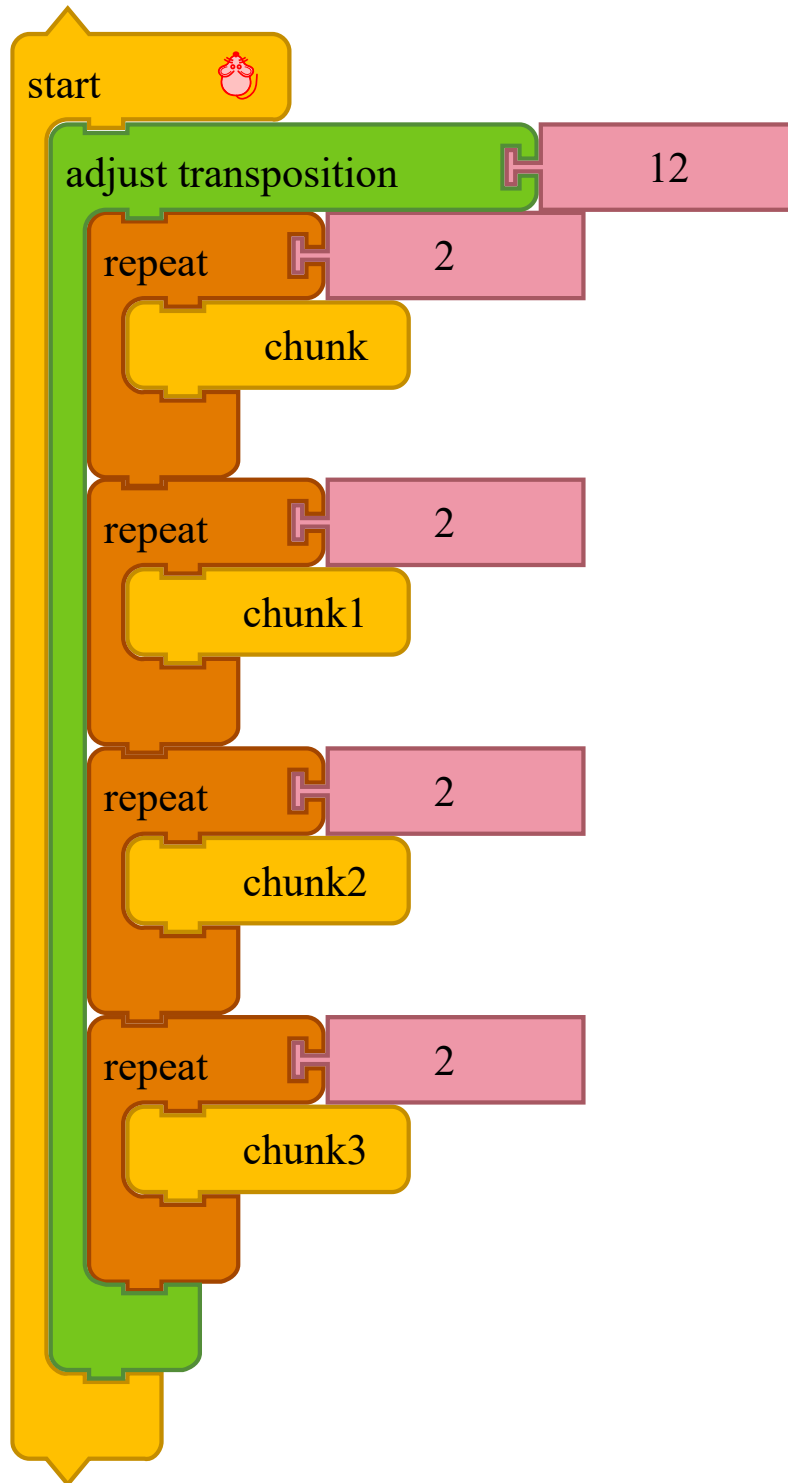 start
adjust transposition 12
repeat 2
chunk
repeat 2
chunk1
repeat 2
chunk2
repeat 2
chunk3